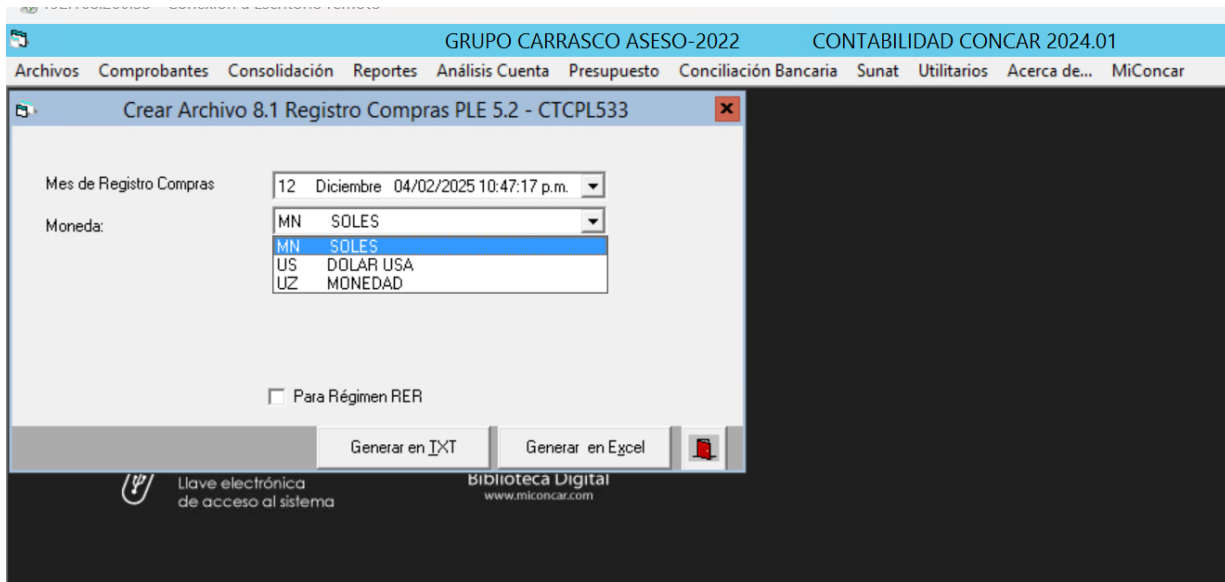 GRUPO CARRASCO ASESO-2022 CONTABILIDAD CONCAR 2024.01
Archivos Comprobantes Consolidación Reportes Análisis Cuenta Presupuesto Conciliación Bancaria Sunat Utilitarios Acerca de... MiConcar
Crear Archivo 8.1 Registro Compras PLE 5.2 - CTCPL533
Mes de Registro Compras 12 Diciembre 04/02/2025 10:47:17 p.m.
Moneda: MN SOLES
MN SOLES
US DOLAR USA
UZ MONEDAD
Para Régimen RER
Generar en TXT Generar en Excel
Llave electrónica
de acceso al sistema
Biblioteca Digital
www.miconcar.com